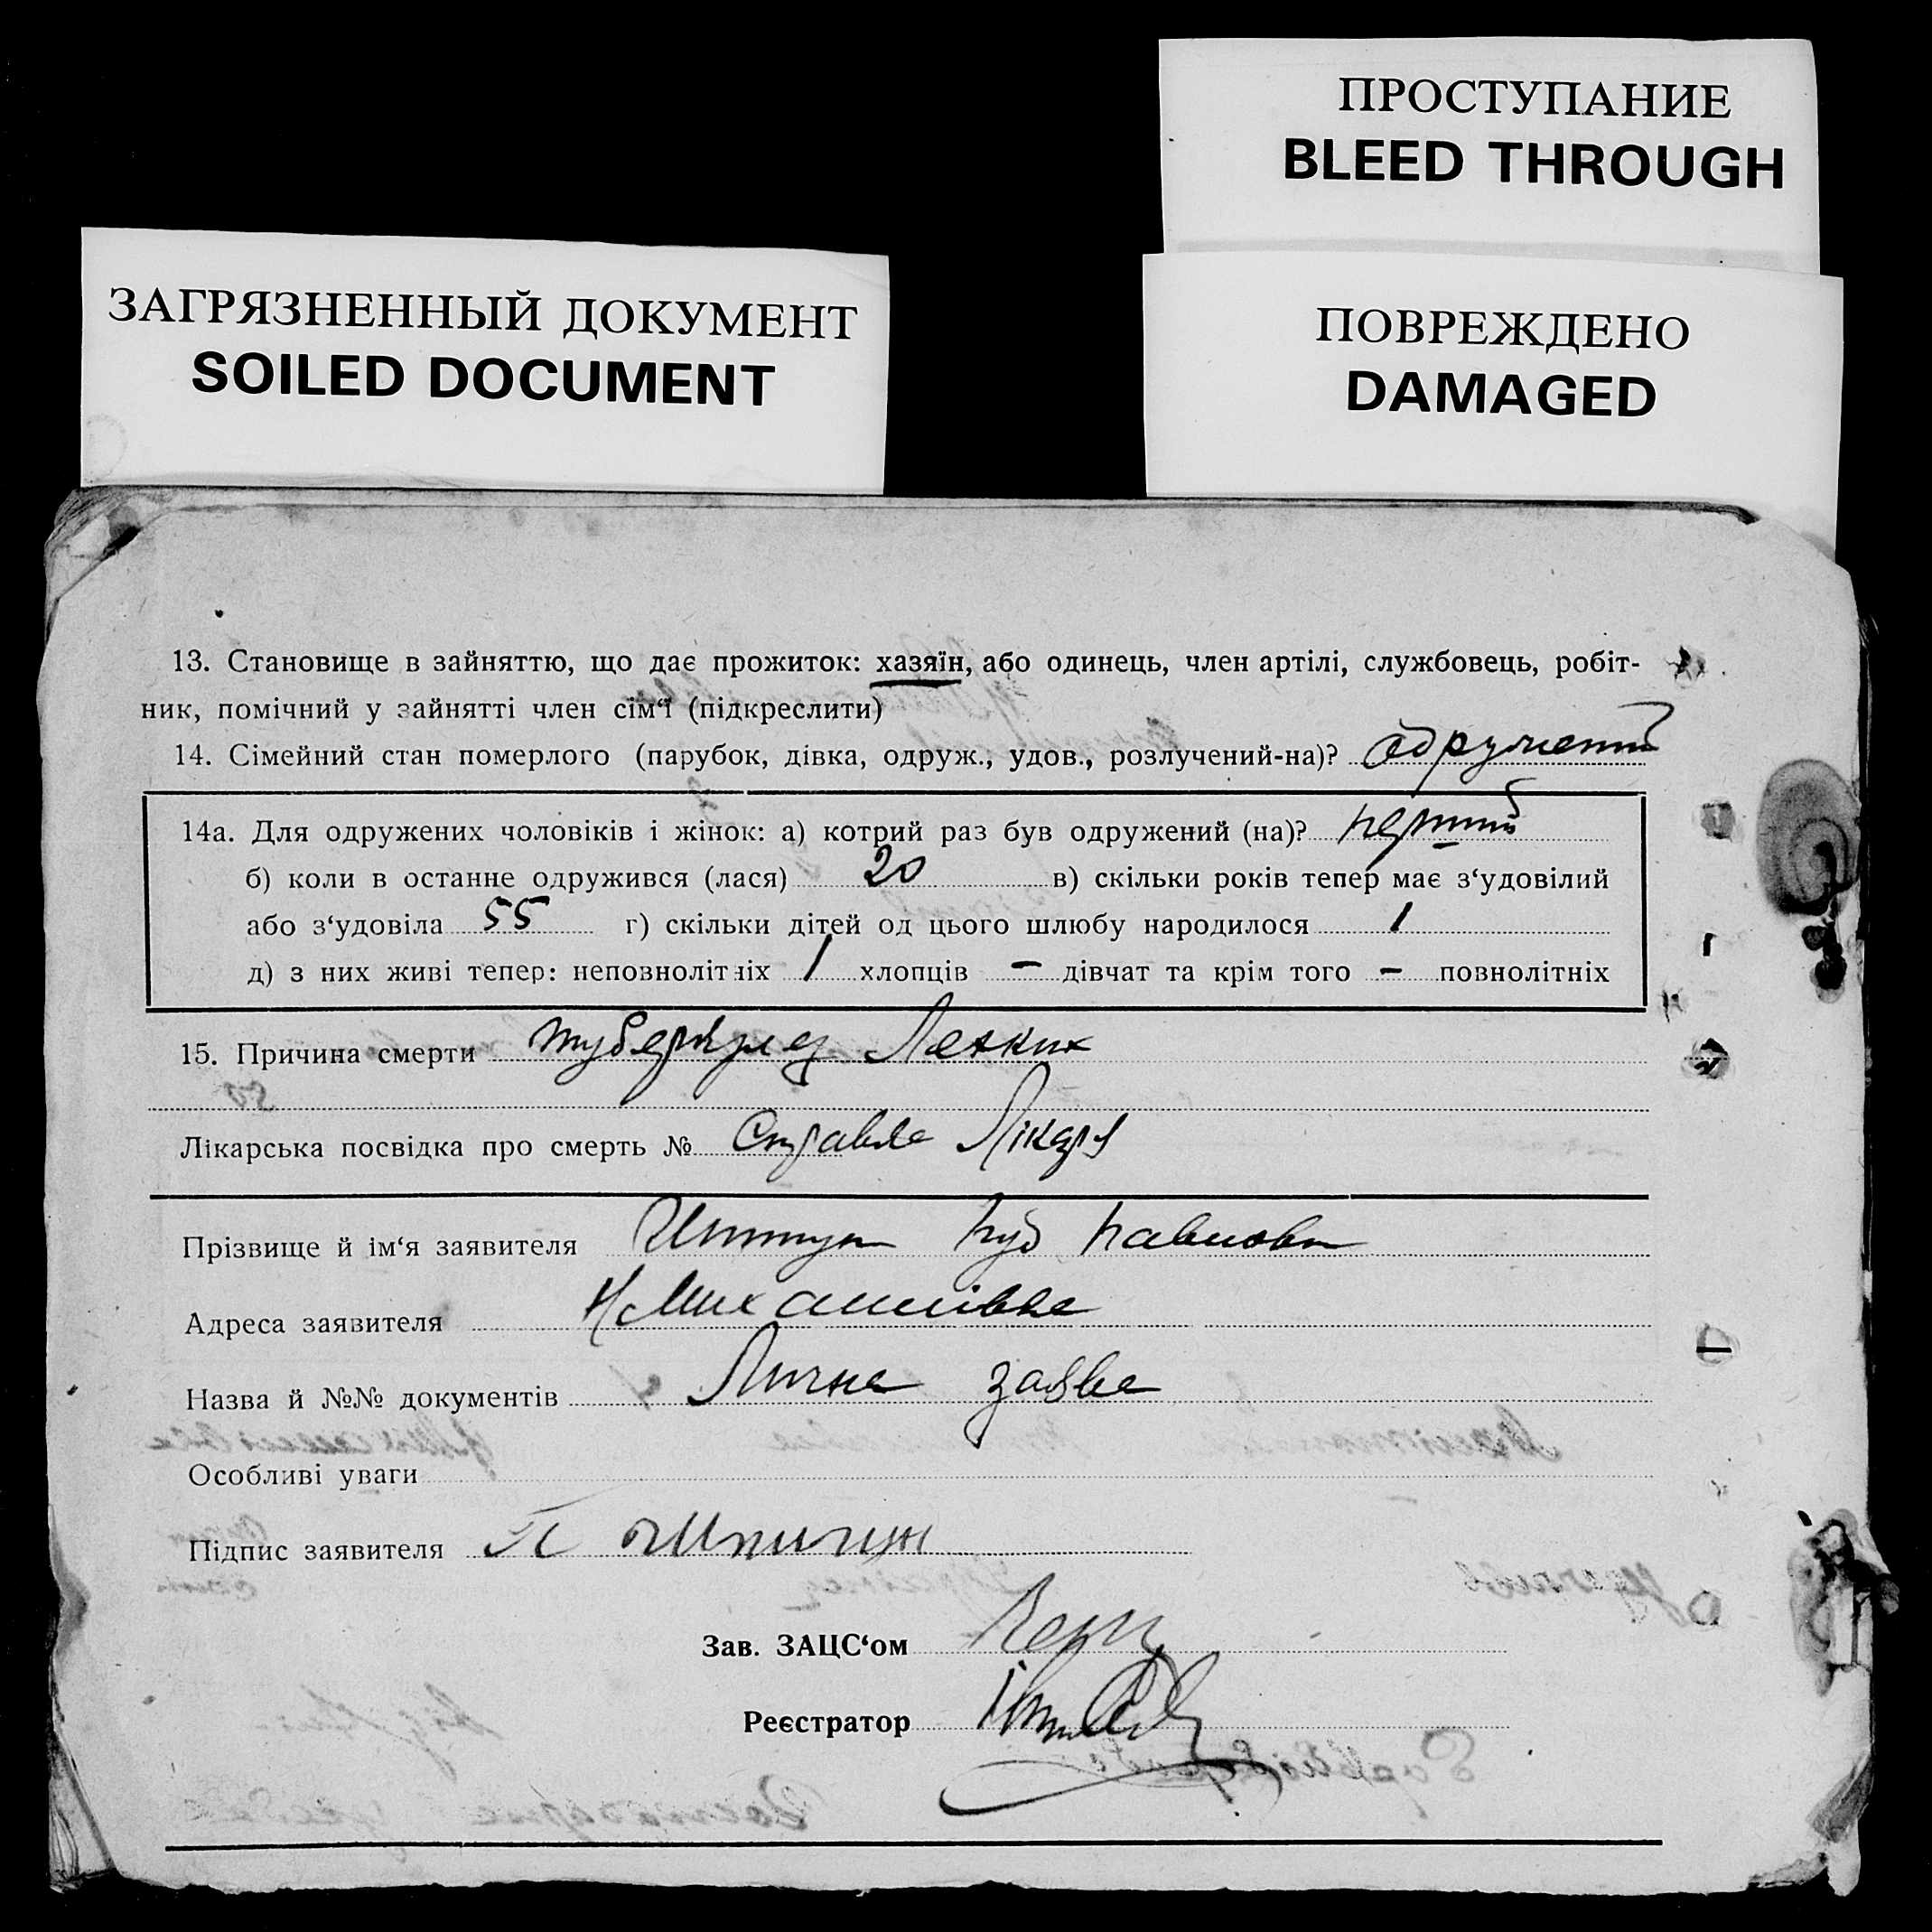 ПРОСТУПАНИЕ
BLEED THROUGH
ЗАГРЯЗНЕННЫЙ ДОКУМЕНТ
SOILED DOCUMENT
ПОВРЕЖДЕНО
DAMAGED
13. Становище в зайняттю, що дає прожиток: хазяїн, або одинець, член артілі, службовець, робіт-
ник, помічний у зайнятті член сім‘ї (підкреслити)
14. Сімейний стан померлого (парубок, дівка, одруж., удов., розлучений-на)? одружений
14а. Для одружених чоловіків і жінок: а) котрий раз був одружений (на)? перший
б) коли в останнє одружився (лася) 20 в) скільки років тепер має з‘удовілий
або з‘удовіла 55 г) скільки дітей од цього шлюбу народилося 1
д) з них живі тепер: неповнолітніх 1 хлопців – дівчат та крім того – повнолітніх
15. Причина смерти туберкулез Легких
Лікарська посвідка про смерть № Справка Лікаря
Прізвище й ім‘я заявителя
Адреса заявителя Михайлівка
Назва й №№ документів Лична заява
Особливі уваги
Підпис заявителя
Зав. ЗАЦС‘ом
Реєстратор